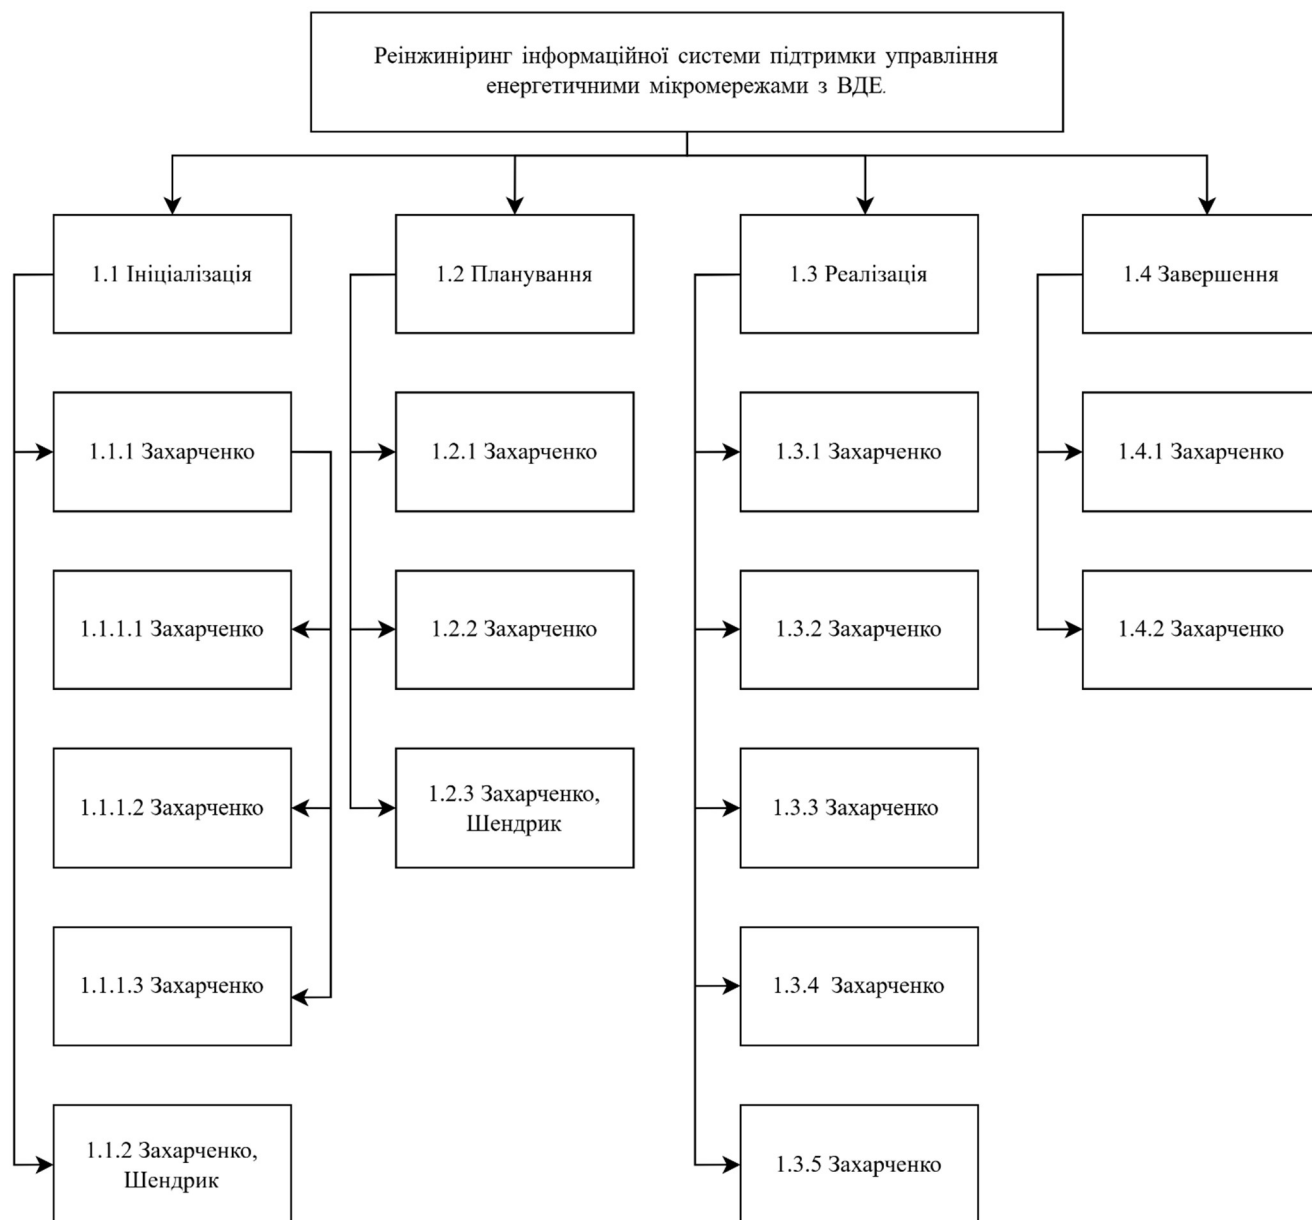 Реінжиніринг інформаційної системи підтримки управління
енергетичними мікромережами з ВДЕ.
1.1 Ініціалізація
1.2 Планування
1.3 Реалізація
1.4 Завершення
1.1.1 Захарченко
1.2.1 Захарченко
1.3.1 Захарченко
1.4.1 Захарченко
1.1.1.1 Захарченко
1.2.2 Захарченко
1.3.2 Захарченко
1.4.2 Захарченко
1.1.1.2 Захарченко
1.2.3 Захарченко,
Шендрик
1.3.3 Захарченко
1.1.1.3 Захарченко
1.3.4 Захарченко
1.1.2 Захарченко,
Шендрик
1.3.5 Захарченко